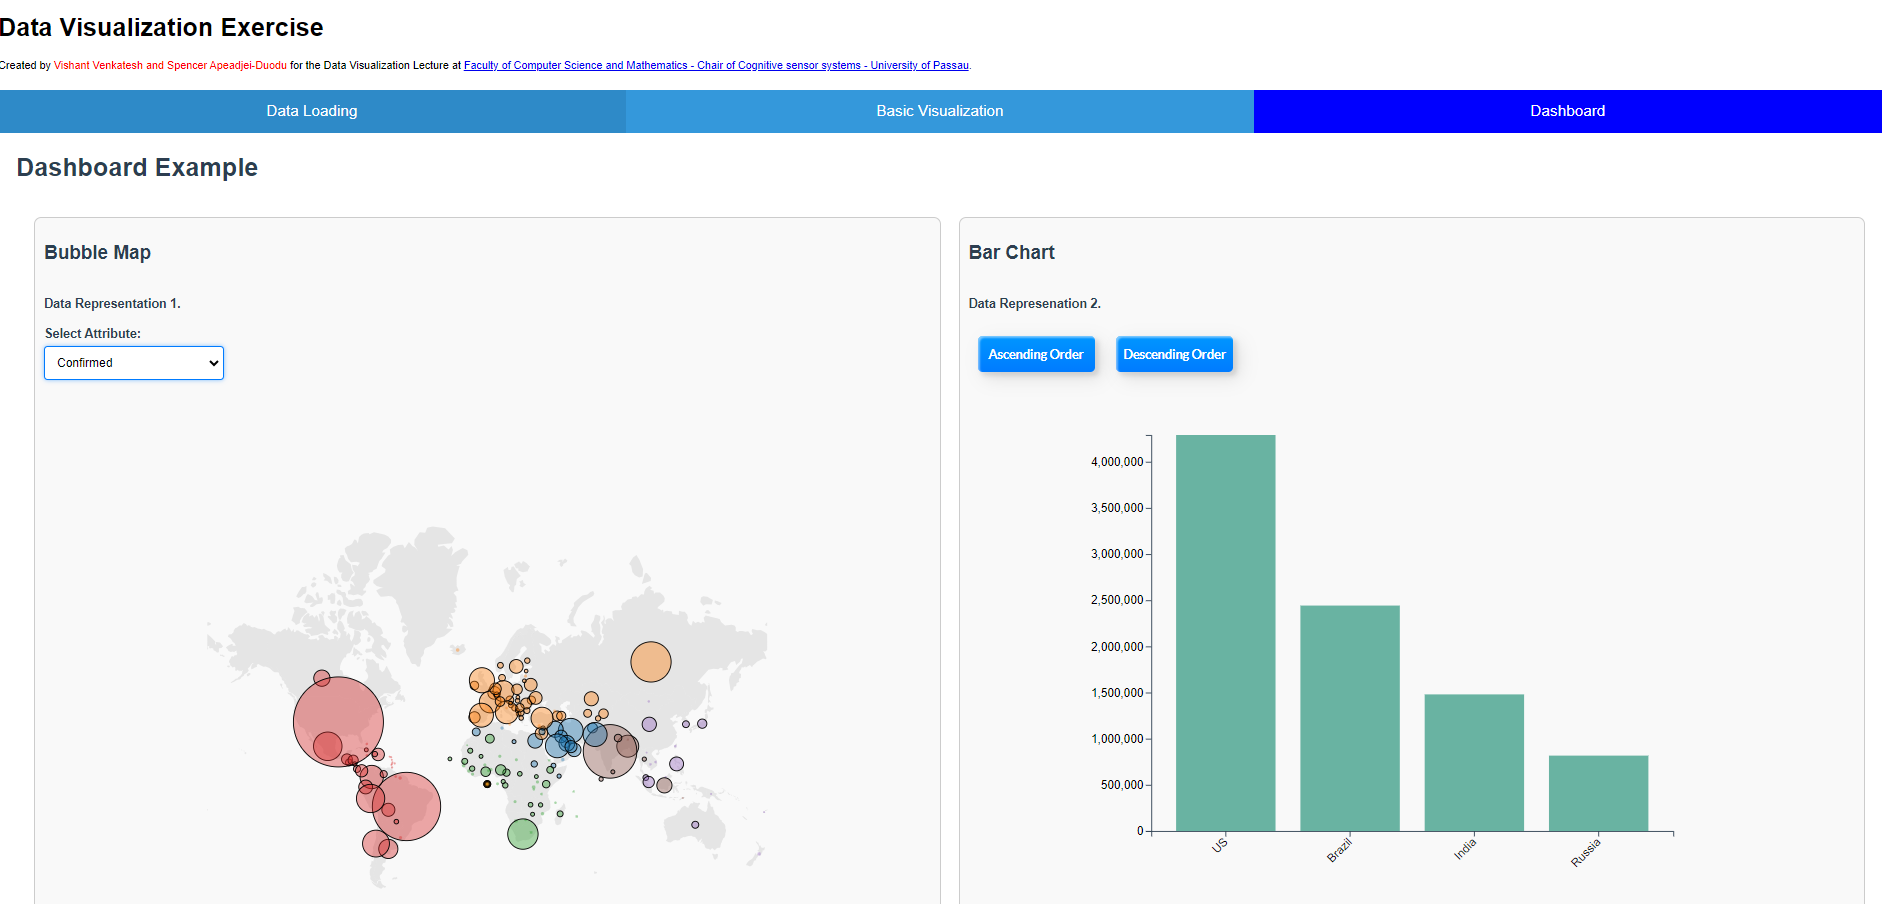 Data Visualization Exercise
Created by Vishant Venkatesh and Spencer Apeadjei-Duodu for the Data Visualization Lecture at Faculty of Computer Science and Mathematics - Chair of Cognitive sensor systems - University of Passau.
Data Loading
Basic Visualization
Dashboard
Dashboard Example
Bubble Map
Data Representation 1.
Select Attribute:
Confirmed
Bar Chart
Data Represenation 2.
Ascending Order
Descending Order
4,000,000
3,500,000
3,000,000
2,500,000
2,000,000
1,500,000
1,000,000
500,000
0
US
Brazil
India
Russia